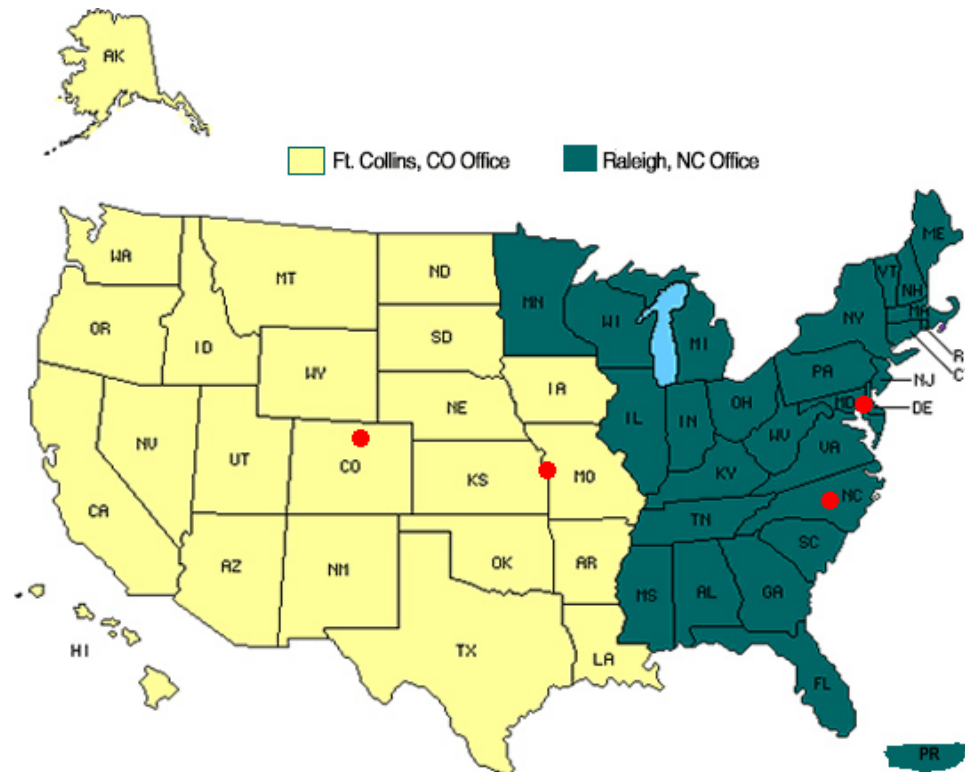 AK
Ft. Collins, CO Office
Raleigh, NC Office
WA
MT
ND
MN
ME
VT
NH
OR
ID
SD
WI
MI
NY
MA
R
C
WY
IA
PA
NJ
NE
IL
IN
OH
MD
DE
NV
UT
CO
KS
MO
WV
VA
KY
CA
NC
TN
AZ
NM
OK
AR
SC
MS
AL
GA
HI
TX
LA
FL
PR